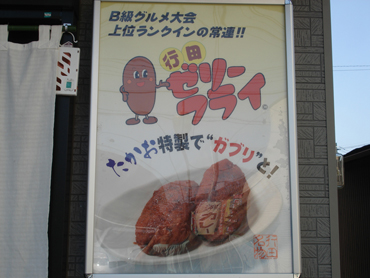 B級グルメ大会
上位ランクインの常連!!
行田
ゼリー
フライ
たかお特製で"ガブリ"と!